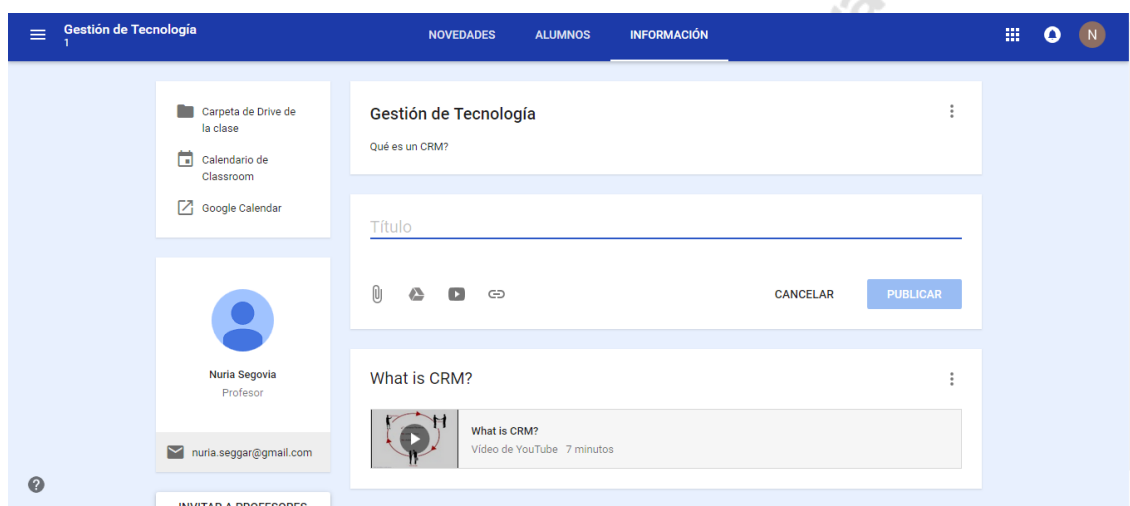 Gestión de Tecnología
1
NOVEDADES
ALUMNOS
INFORMACIÓN
N
Carpeta de Drive de
la clase
Calendario de
Classroom
Google Calendar
Nuria Segovia
Profesor
nuria.seggar@gmail.com
INVITAR A PROFESORES
Gestión de Tecnología
Qué es un CRM?
Título
CANCELAR
PUBLICAR
What is CRM?
What is CRM?
Vídeo de YouTube 7 minutos